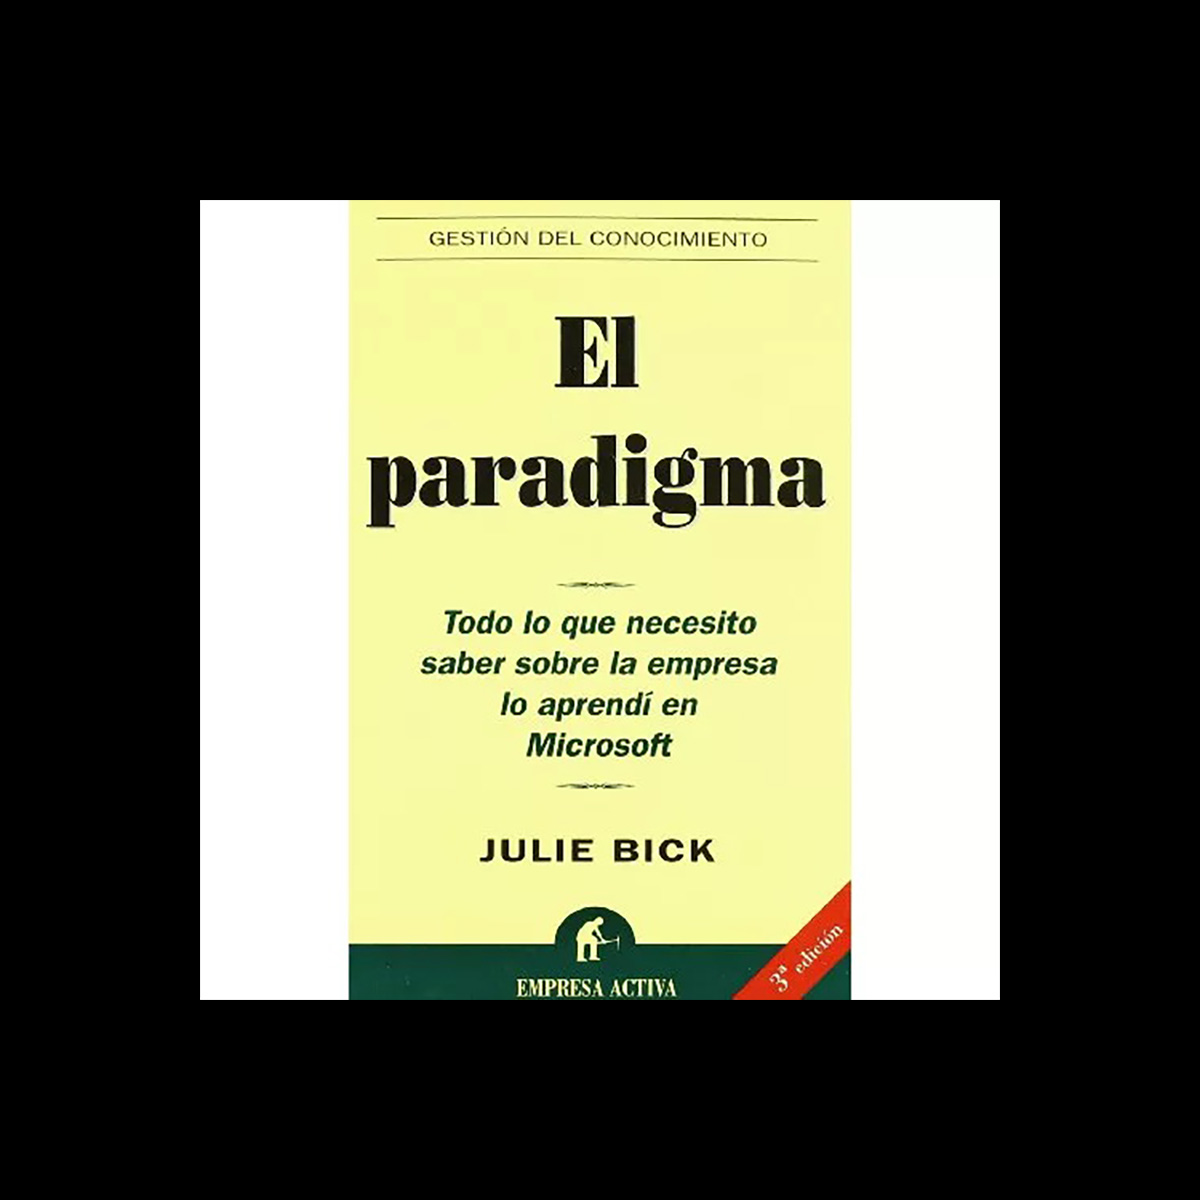 GESTIÓN DEL CONOCIMIENTO
El
paradigma
Todo lo que necesito
saber sobre la empresa
lo aprendí en
Microsoft
JULIE BICK
3ª edición
EMPRESA ACTIVA